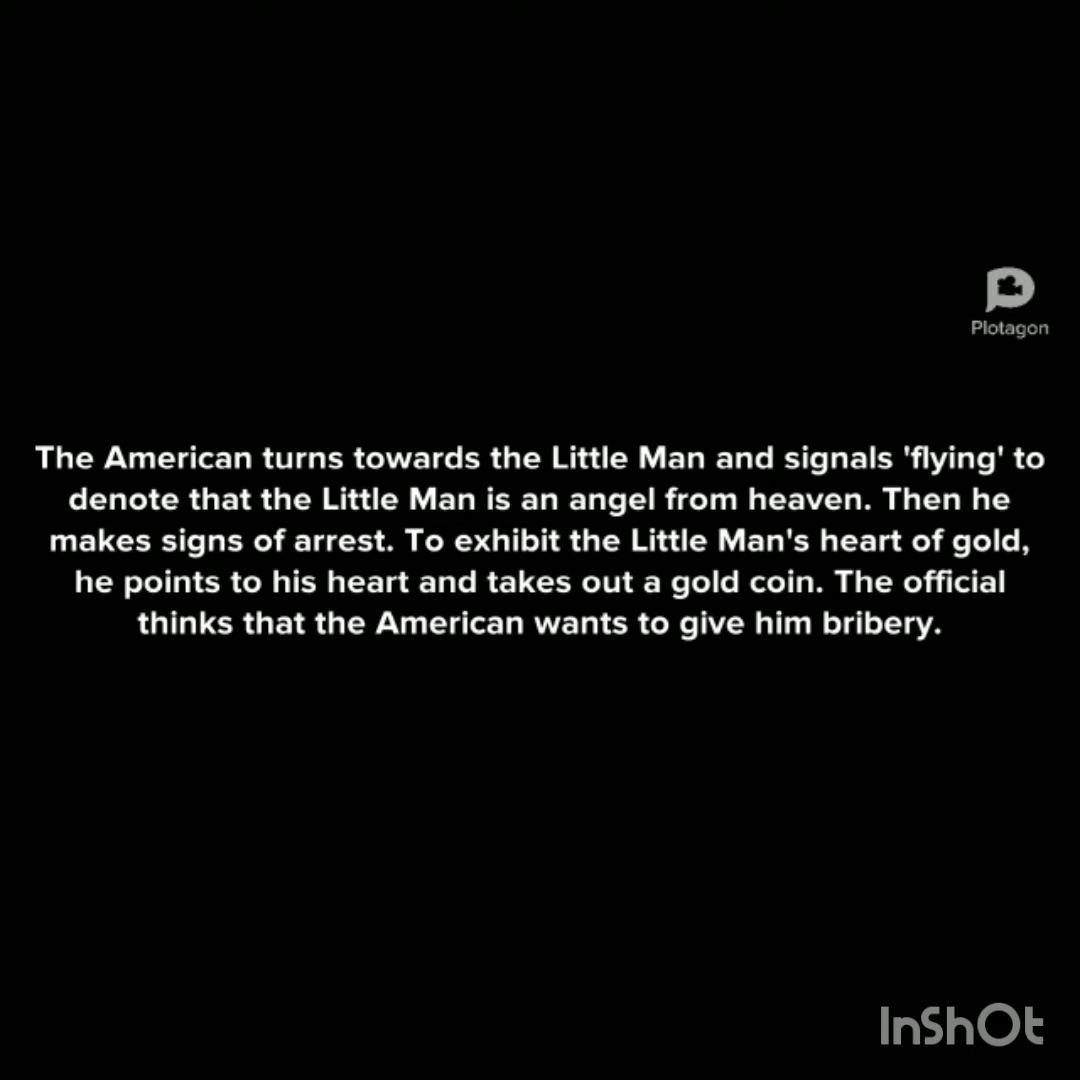 Plotagon
The American turns towards the Little Man and signals 'flying' to
denote that the Little Man is an angel from heaven. Then he
makes signs of arrest. To exhibit the Little Man's heart of gold,
he points to his heart and takes out a gold coin. The official
thinks that the American wants to give him bribery.
InShOt